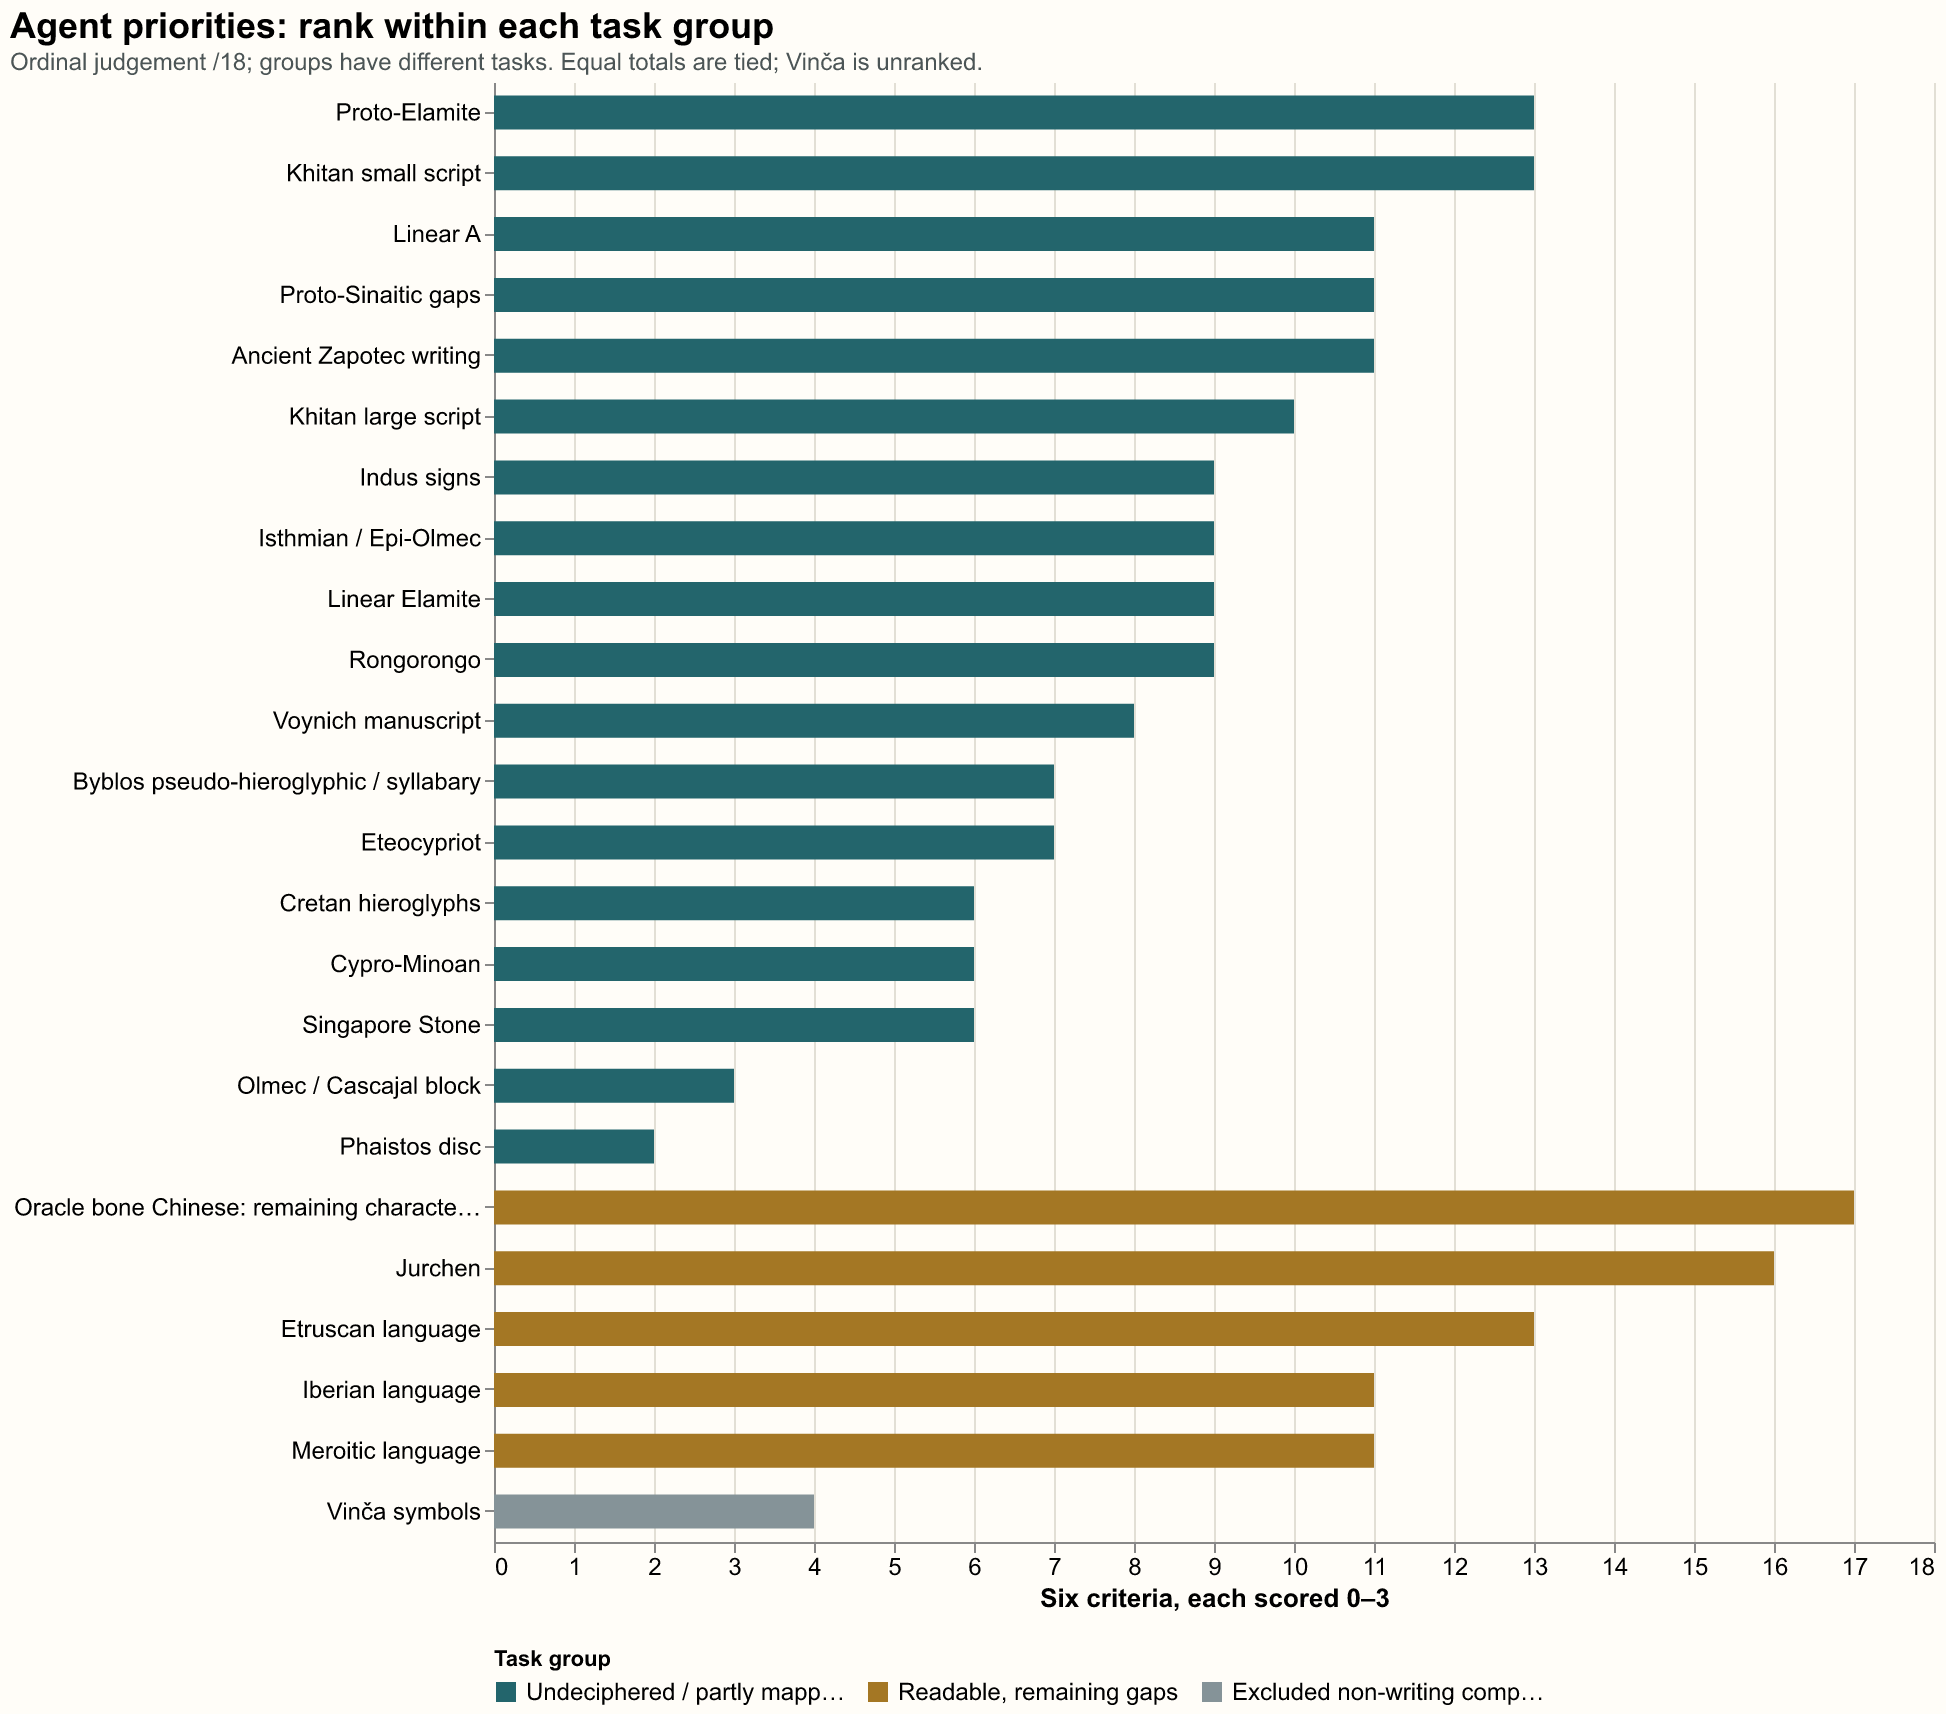 Agent priorities: rank within each task group
Ordinal judgement /18; groups have different tasks. Equal totals are tied; Vinča is unranked.
Proto-Elamite
Khitan small script
Linear A
Proto-Sinaitic gaps
Ancient Zapotec writing
Khitan large script
Indus signs
Isthmian / Epi-Olmec
Linear Elamite
Rongorongo
Voynich manuscript
Byblos pseudo-hieroglyphic / syllabary
Eteocypriot
Cretan hieroglyphs
Cypro-Minoan
Singapore Stone
Olmec / Cascajal block
Phaistos disc
Oracle bone Chinese: remaining characte…
Jurchen
Etruscan language
Iberian language
Meroitic language
Vinča symbols
0 1 2 3 4 5 6 7 8 9 10 11 12 13 14 15 16 17 18
Six criteria, each scored 0–3
Task group
Undeciphered / partly mapp… Readable, remaining gaps Excluded non-writing comp…